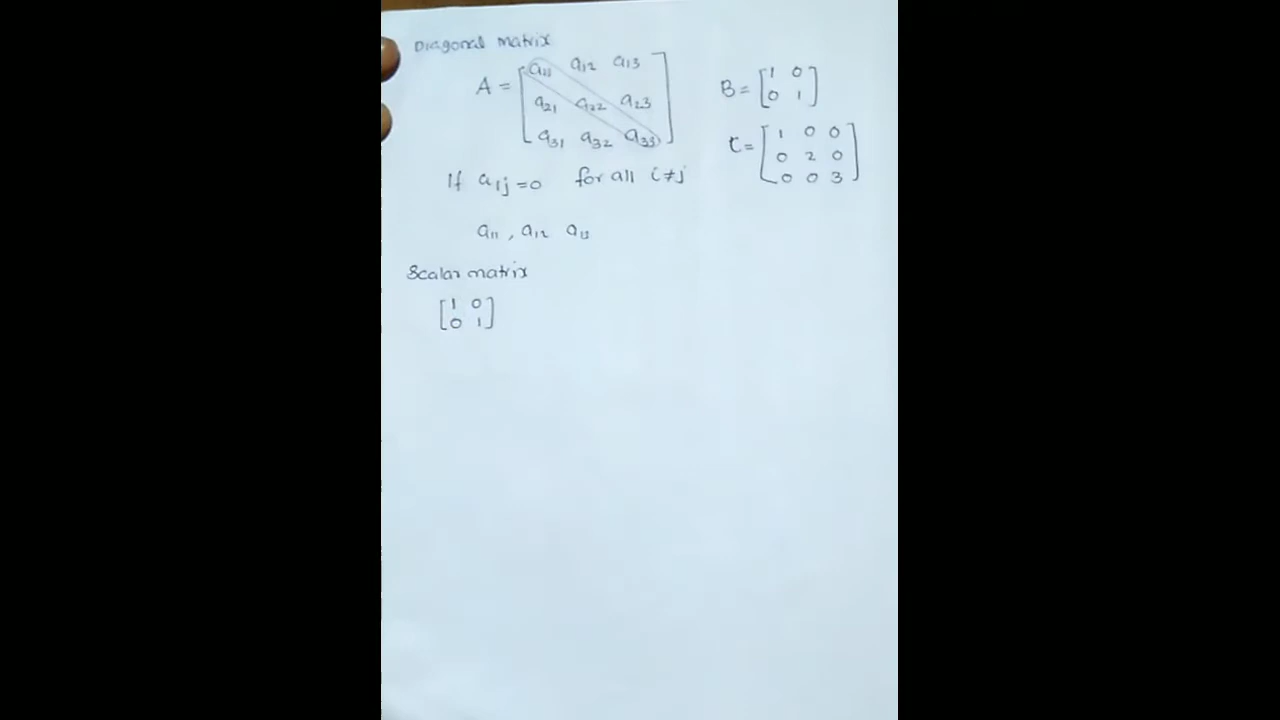 Diagonal matrix
A = [ a11 a12 a13
a21 a22 a23
a31 a32 a33 ]
If aij = 0 for all i ≠ j
a11 , a12 a13
Scalar matrix
[ 1 0
0 1 ]
B = [ 1 0
0 1 ]
C = [ 1 0 0
0 2 0
0 0 3 ]